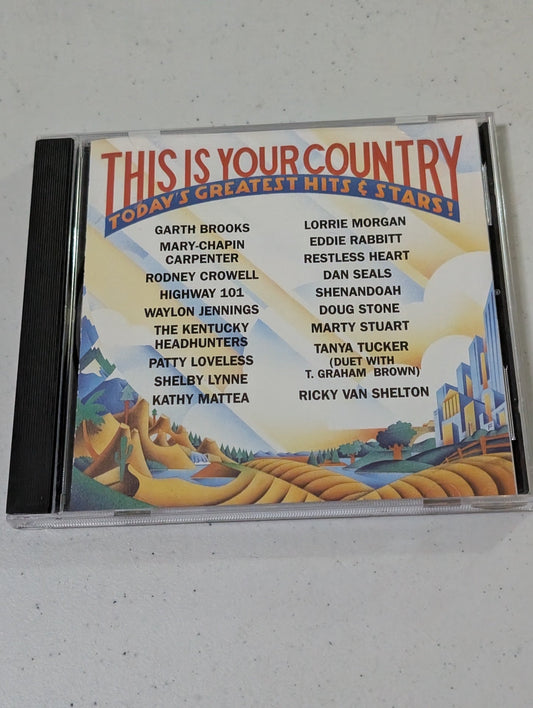 THIS IS YOUR COUNTRY
TODAY'S GREATEST HITS & STARS!
GARTH BROOKS
MARY-CHAPIN
CARPENTER
RODNEY CROWELL
HIGHWAY 101
WAYLON JENNINGS
THE KENTUCKY
HEADHUNTERS
PATTY LOVELESS
SHELBY LYNNE
KATHY MATTEA
LORRIE MORGAN
EDDIE RABBITT
RESTLESS HEART
DAN SEALS
SHENANDOAH
DOUG STONE
MARTY STUART
TANYA TUCKER
(DUET WITH
T. GRAHAM BROWN)
RICKY VAN SHELTON